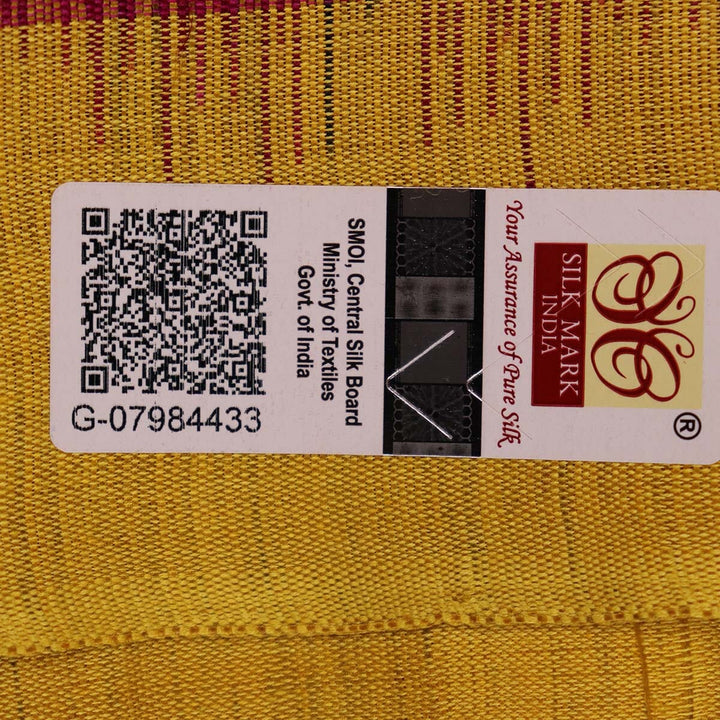 G-07984433
SMOI, Central Silk Board
Ministry of Textiles
Govt. of India
Your Assurance of Pure Silk
SILK MARK
INDIA
®